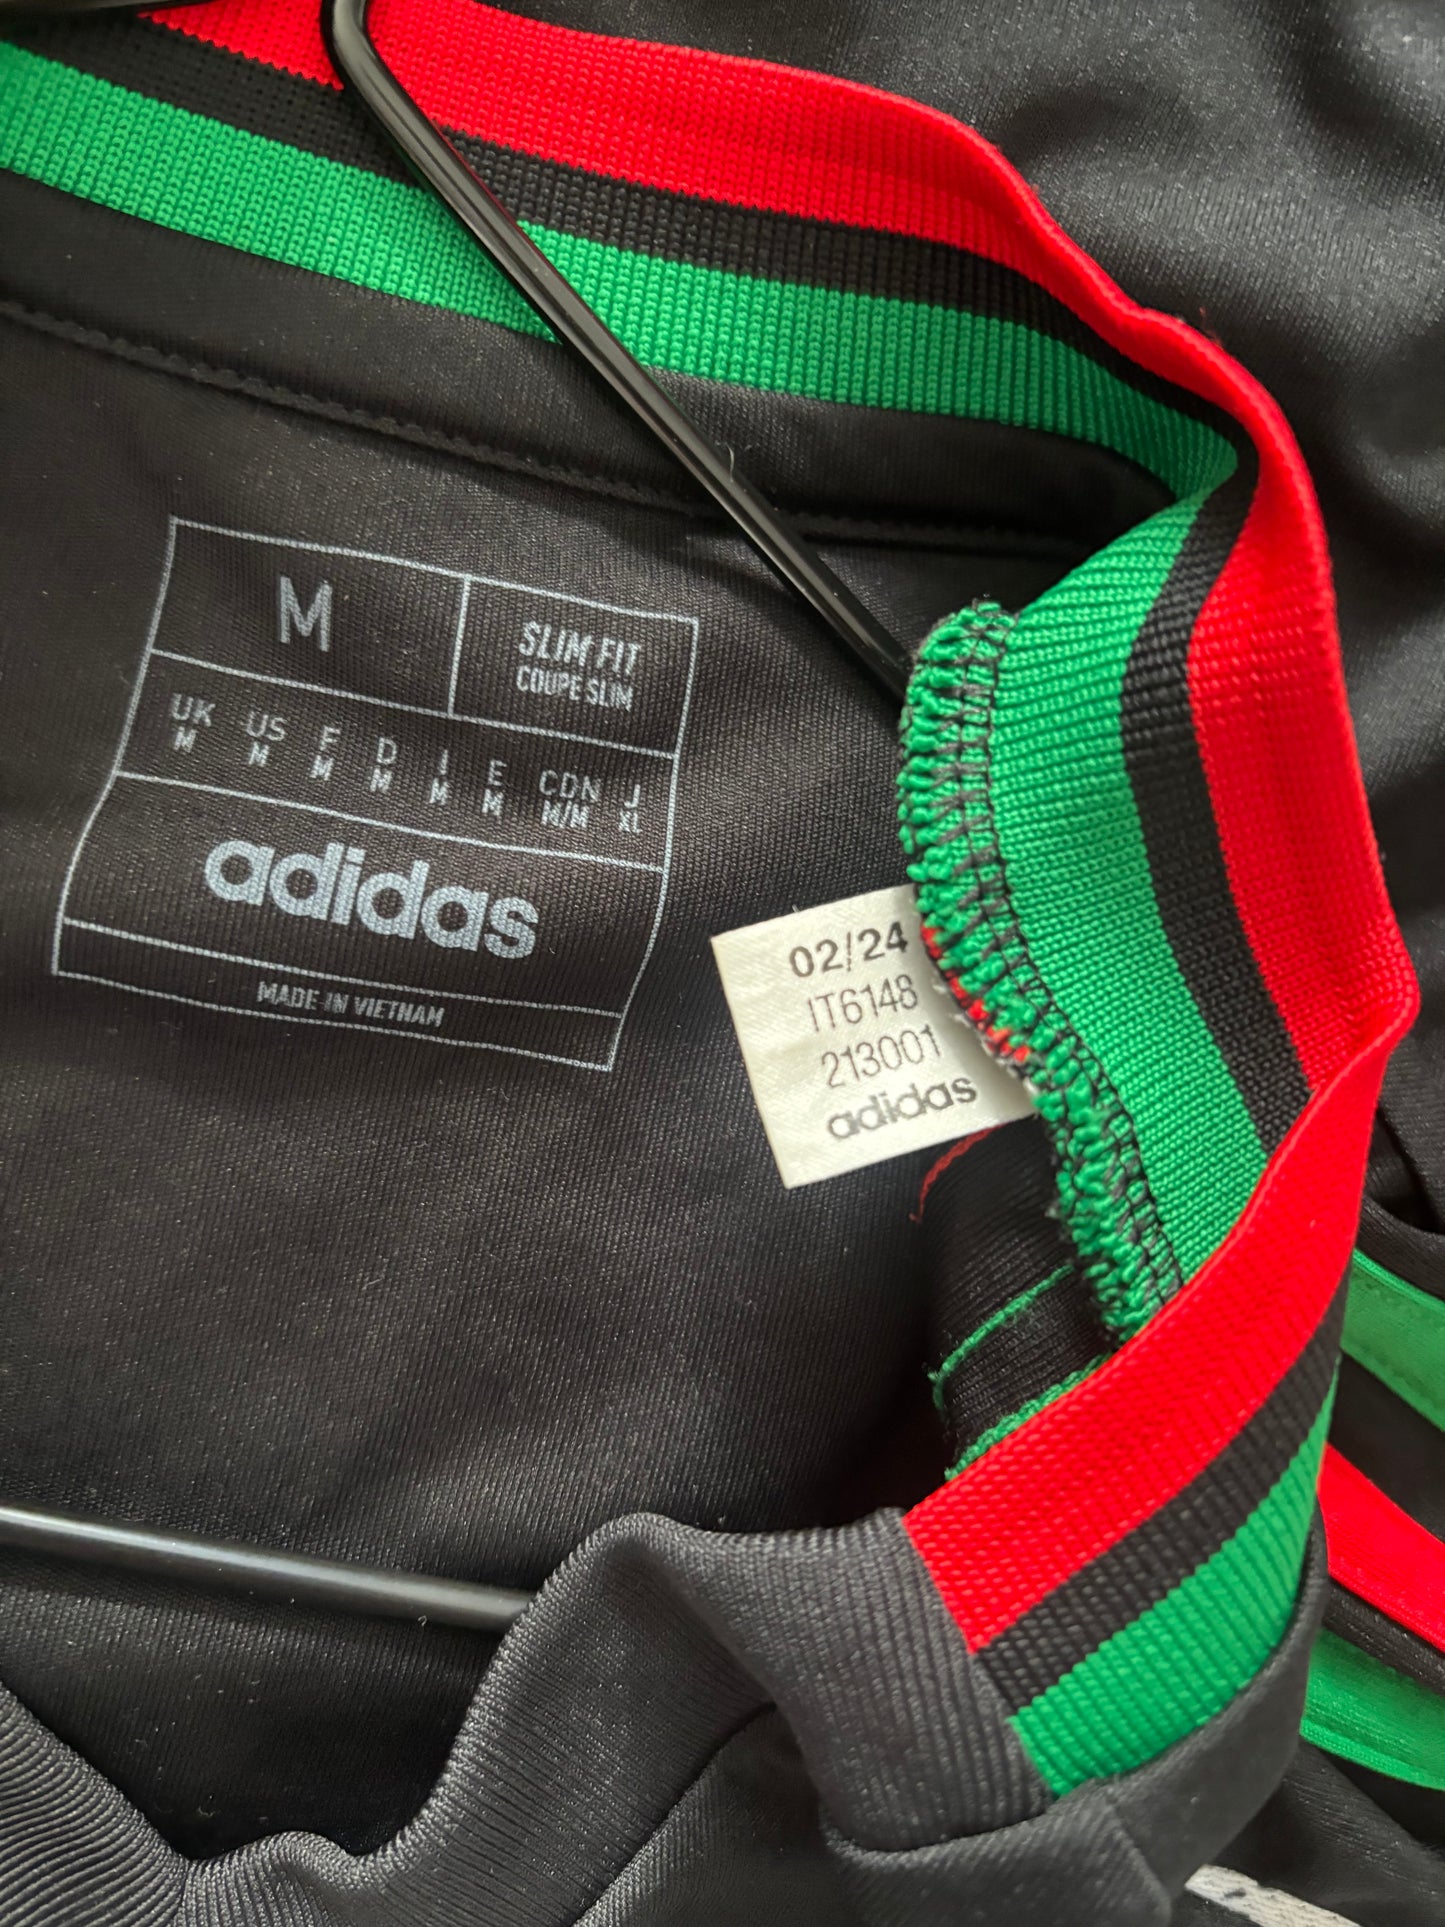 M
SLIM FIT
COUPE SLIM
UK US F D I E CDN J
M M M M M M M/M XL
adidas
MADE IN VIETNAM
02/24
IT6148
213001
adidas